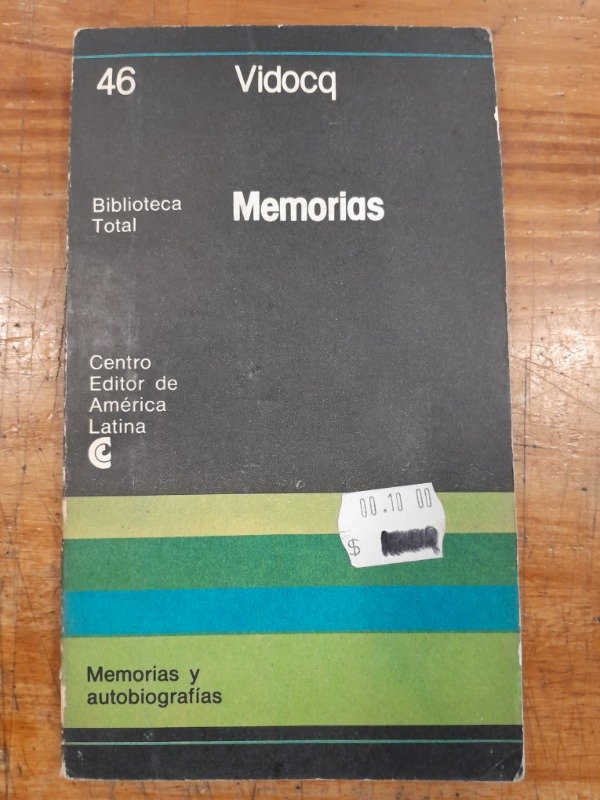 46
Vidocq
Biblioteca
Total
Memorias
Centro
Editor de
América
Latina
00.10 00
$
Memorias y
autobiografías